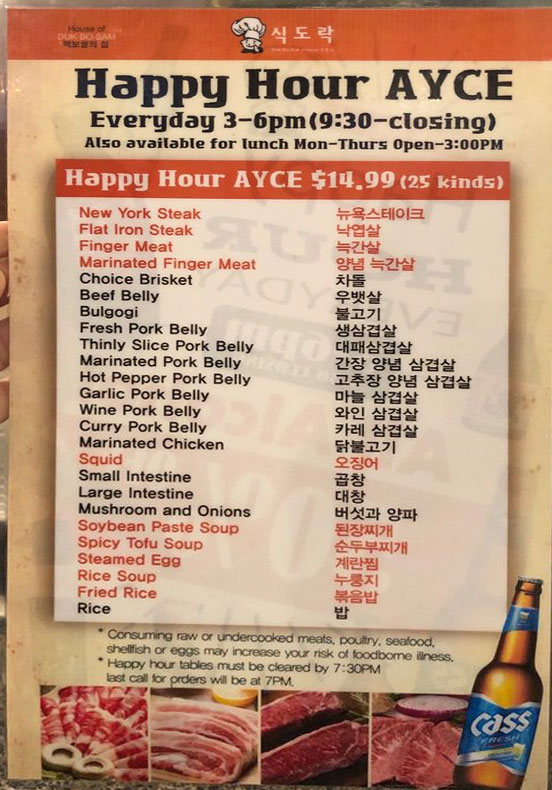 House of
DUK BO SAM
떡보쌈의 집
식도락
Happy Hour AYCE
Everyday 3-6pm(9:30-closing)
Also available for lunch Mon-Thurs Open-3:00PM
Happy Hour AYCE $14.99 (25 kinds)
New York Steak 뉴욕스테이크
Flat Iron Steak 낙엽살
Finger Meat 늑간살
Marinated Finger Meat 양념 늑간살
Choice Brisket 차돌
Beef Belly 우뱃살
Bulgogi 불고기
Fresh Pork Belly 생삼겹살
Thinly Slice Pork Belly 대패삼겹살
Marinated Pork Belly 간장 양념 삼겹살
Hot Pepper Pork Belly 고추장 양념 삼겹살
Garlic Pork Belly 마늘 삼겹살
Wine Pork Belly 와인 삼겹살
Curry Pork Belly 카레 삼겹살
Marinated Chicken 닭불고기
Squid 오징어
Small Intestine 곱창
Large Intestine 대창
Mushroom and Onions 버섯과 양파
Soybean Paste Soup 된장찌개
Spicy Tofu Soup 순두부찌개
Steamed Egg 계란찜
Rice Soup 누룽지
Fried Rice 볶음밥
Rice 밥
* Consuming raw or undercooked meats, poultry, seafood,
shellfish or eggs may increase your risk of foodborne illness.
* Happy hour tables must be cleared by 7:30PM
last call for prders will be at 7PM.
Cass
FRESH